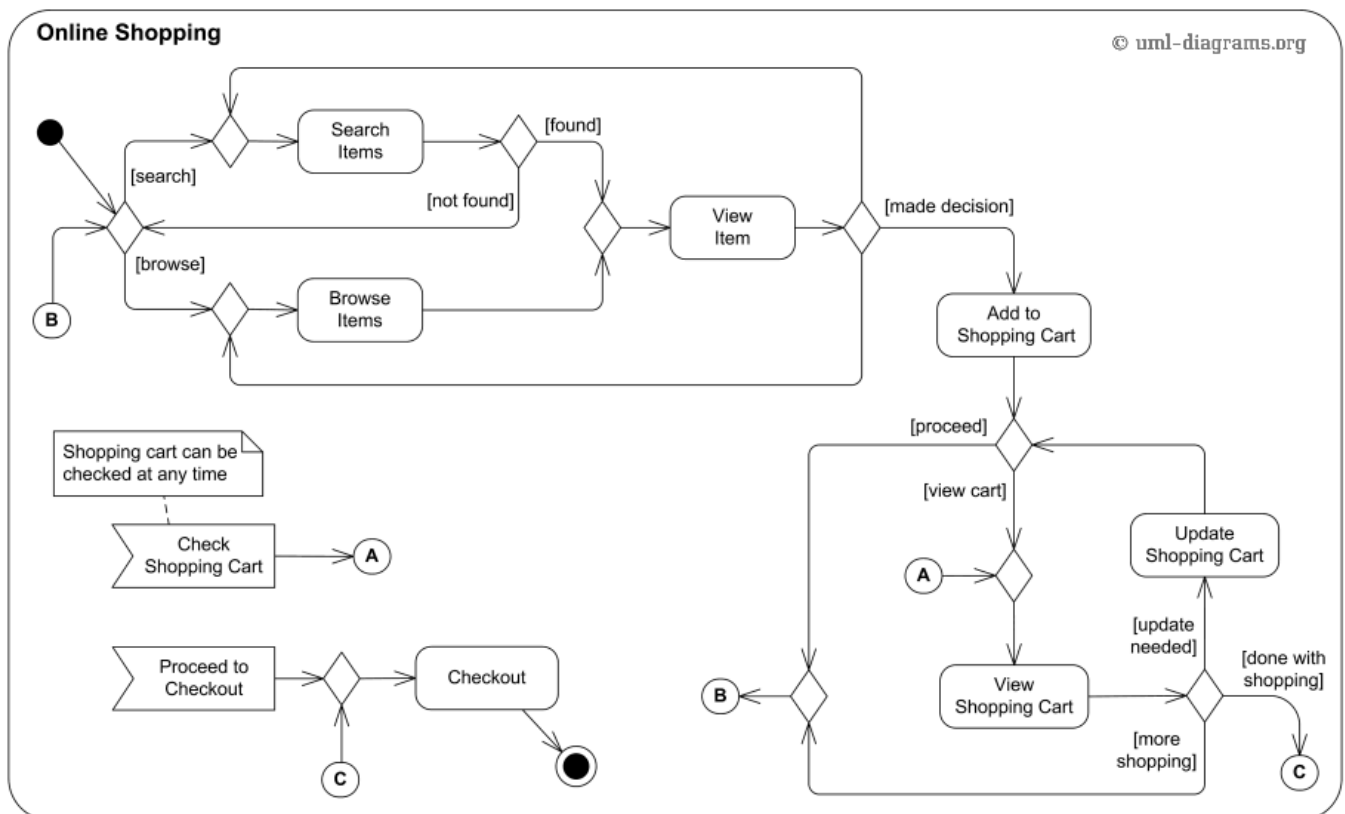 Online Shopping
© uml-diagrams.org
Search
Items
[found]
[search]
[not found]
[made decision]
View
Item
[browse]
Browse
Items
B
Add to
Shopping Cart
[proceed]
Shopping cart can be
checked at any time
[view cart]
Check
Shopping Cart
A
A
Update
Shopping Cart
[update
needed]
[done with
shopping]
Proceed to
Checkout
Checkout
B
View
Shopping Cart
[more
shopping]
C
C